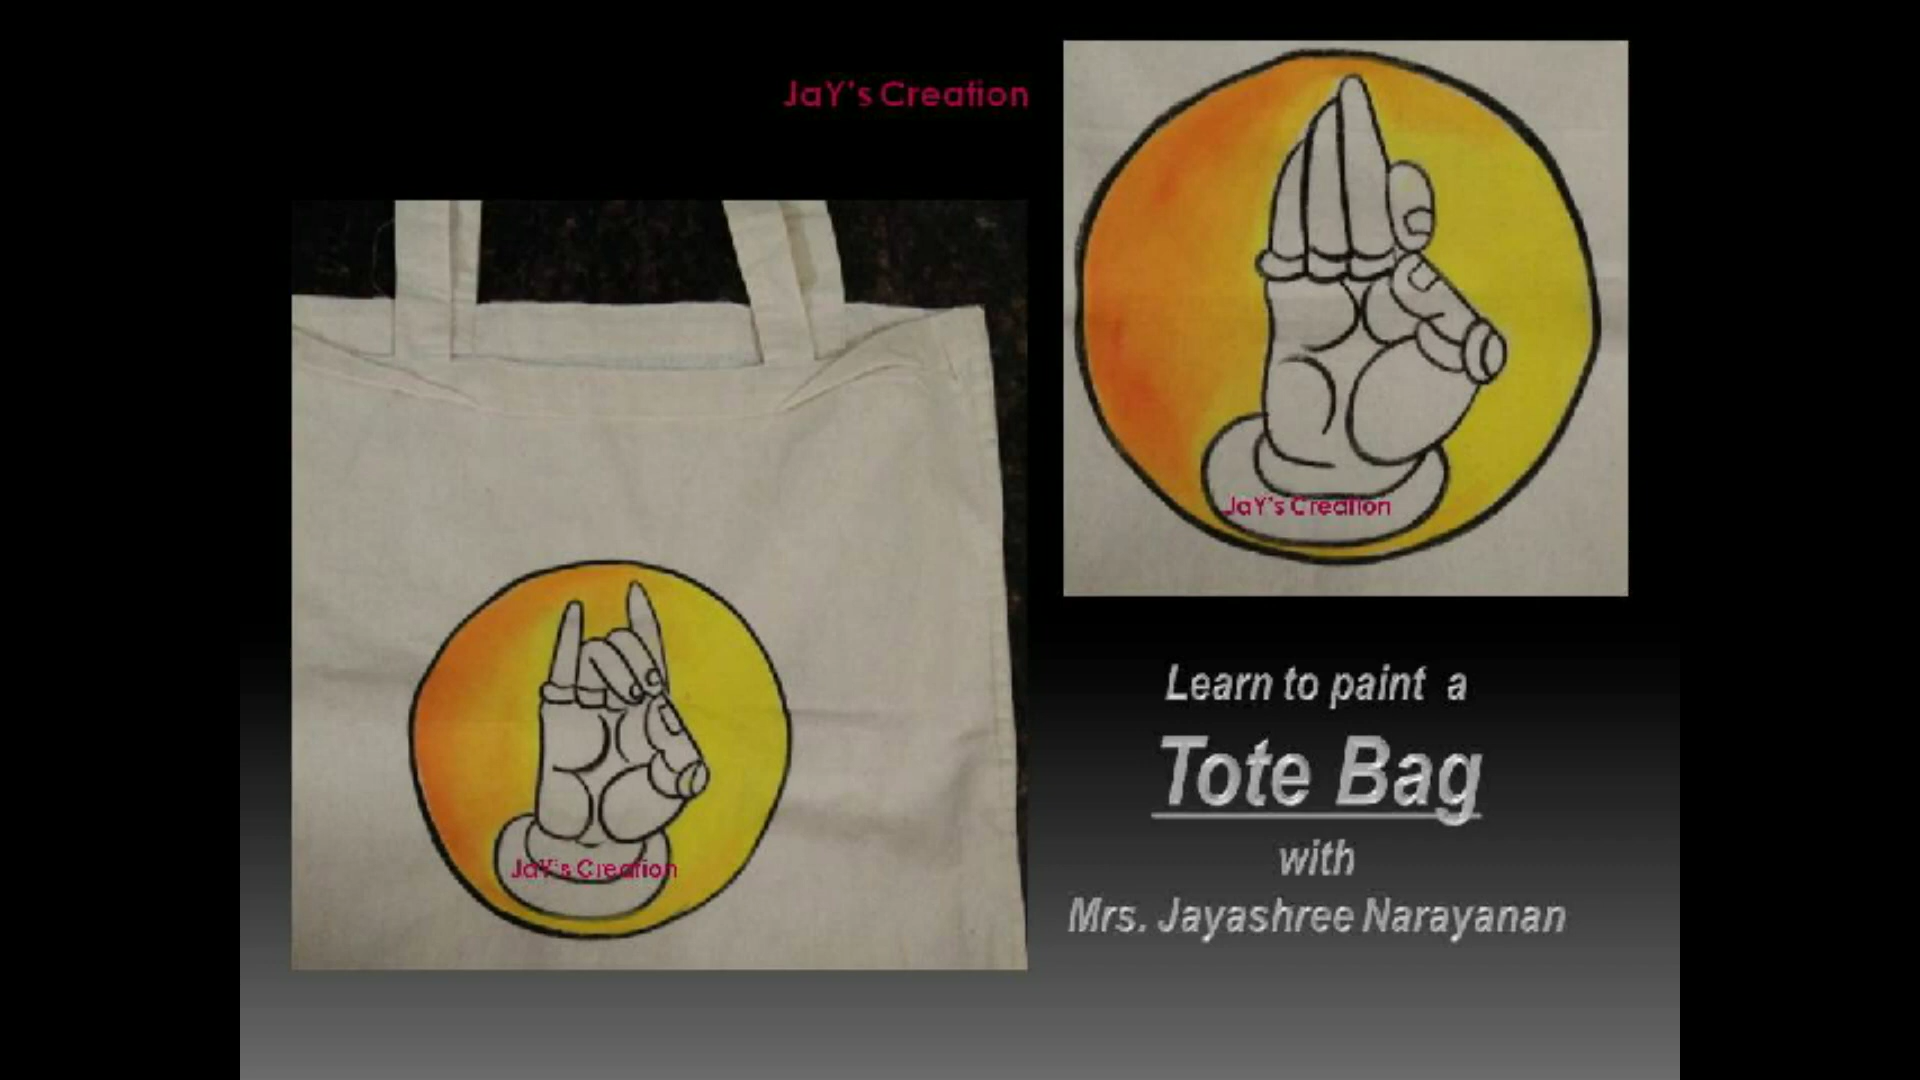 JaY's Creation
JaY's Creation
JaY's Creation
Learn to paint a
Tote Bag
with
Mrs. Jayashree Narayanan